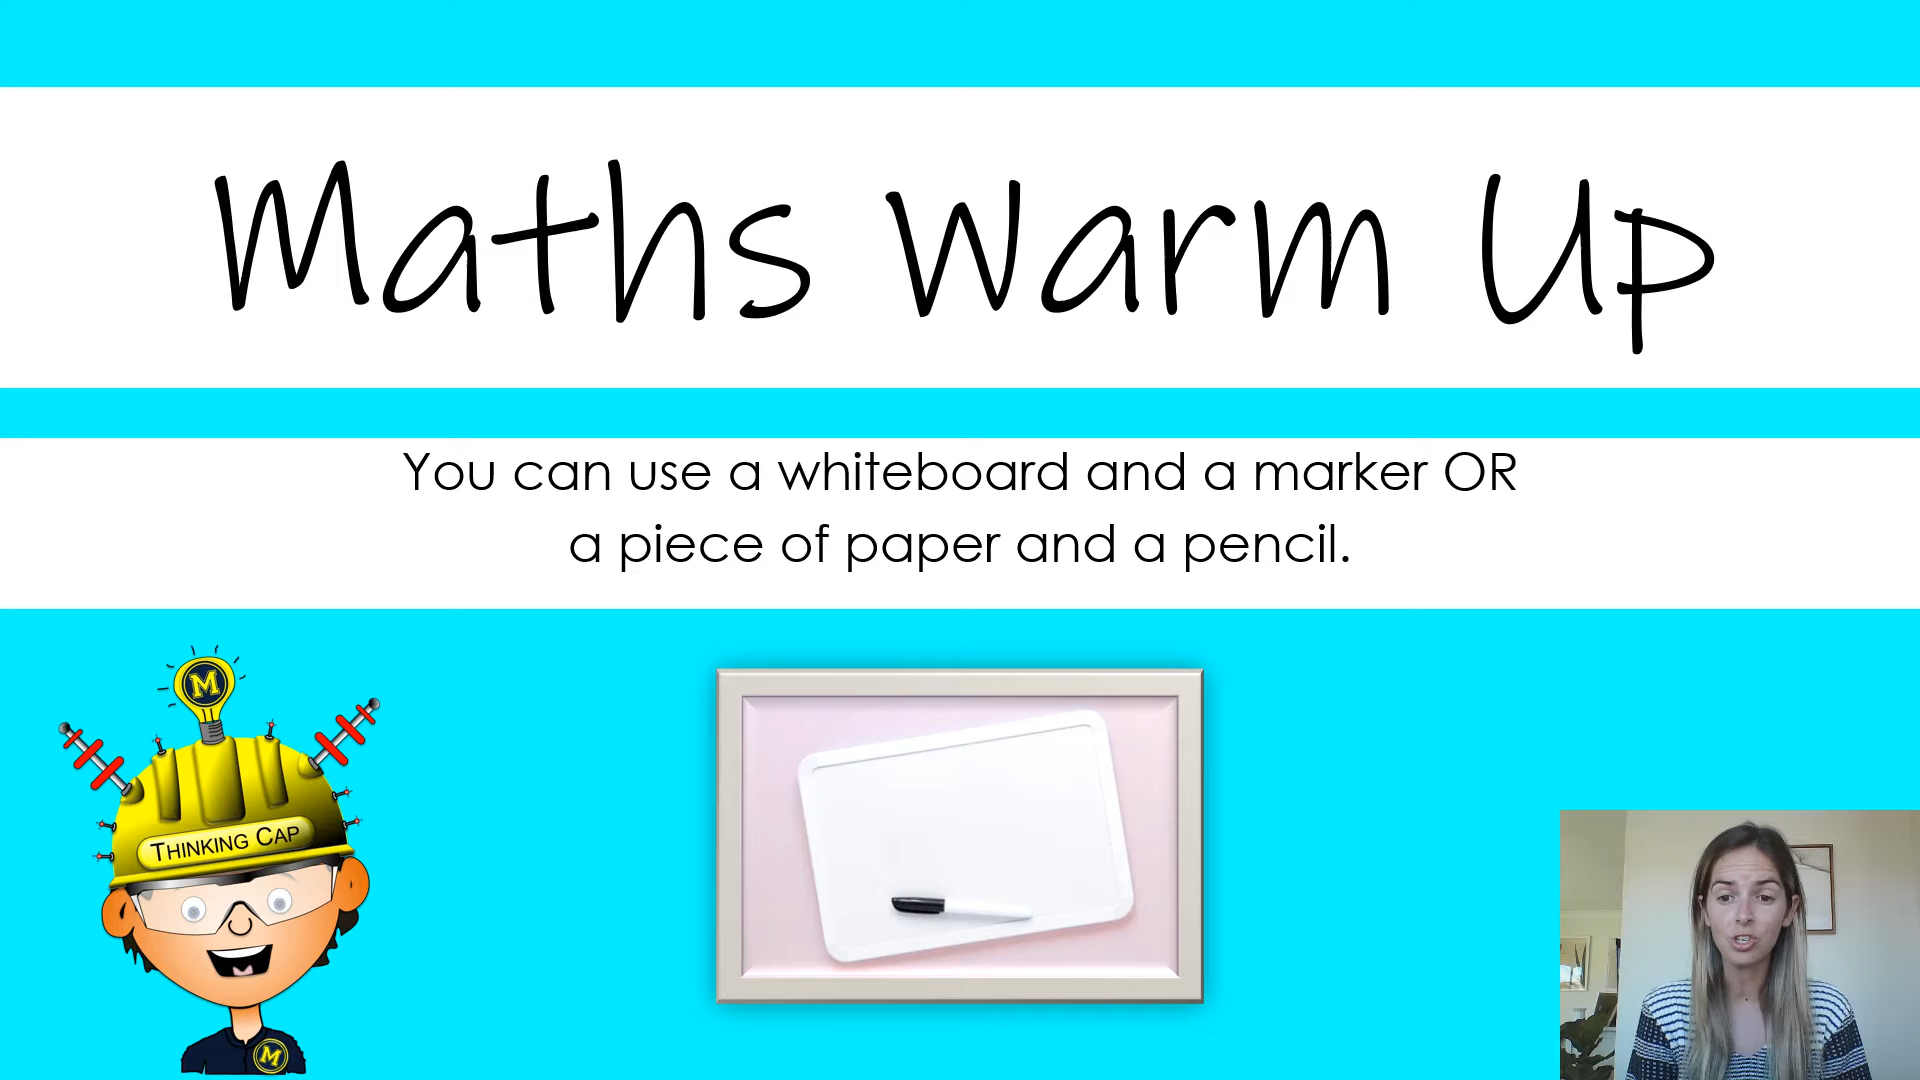 Maths Warm Up
You can use a whiteboard and a marker OR
a piece of paper and a pencil.
M
THINKING CAP
M